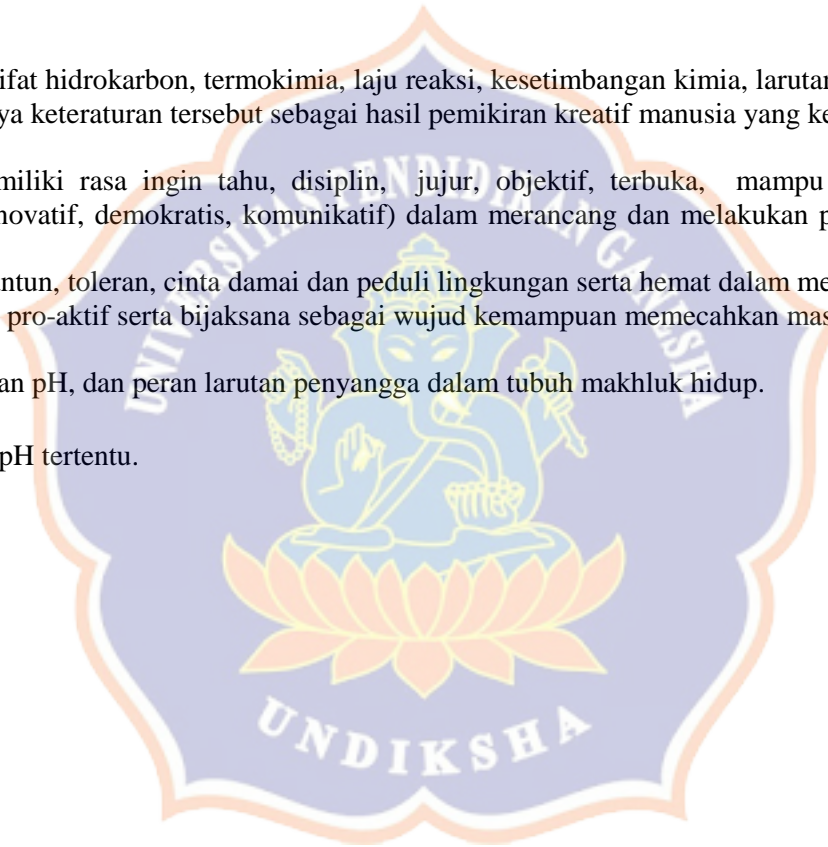 ifat hidrokarbon, termokimia, laju reaksi, kesetimbangan kimia, larutan
ya keteraturan tersebut sebagai hasil pemikiran kreatif manusia yang ke
miliki rasa ingin tahu, disiplin, jujur, objektif, terbuka, mampu
novatif, demokratis, komunikatif) dalam merancang dan melakukan p
ntun, toleran, cinta damai dan peduli lingkungan serta hemat dalam me
pro-aktif serta bijaksana sebagai wujud kemampuan memecahkan mas
an pH, dan peran larutan penyangga dalam tubuh makhluk hidup.
pH tertentu.
UNIVERSITAS PENDIDIKAN GANESHA
UNDIKSHA